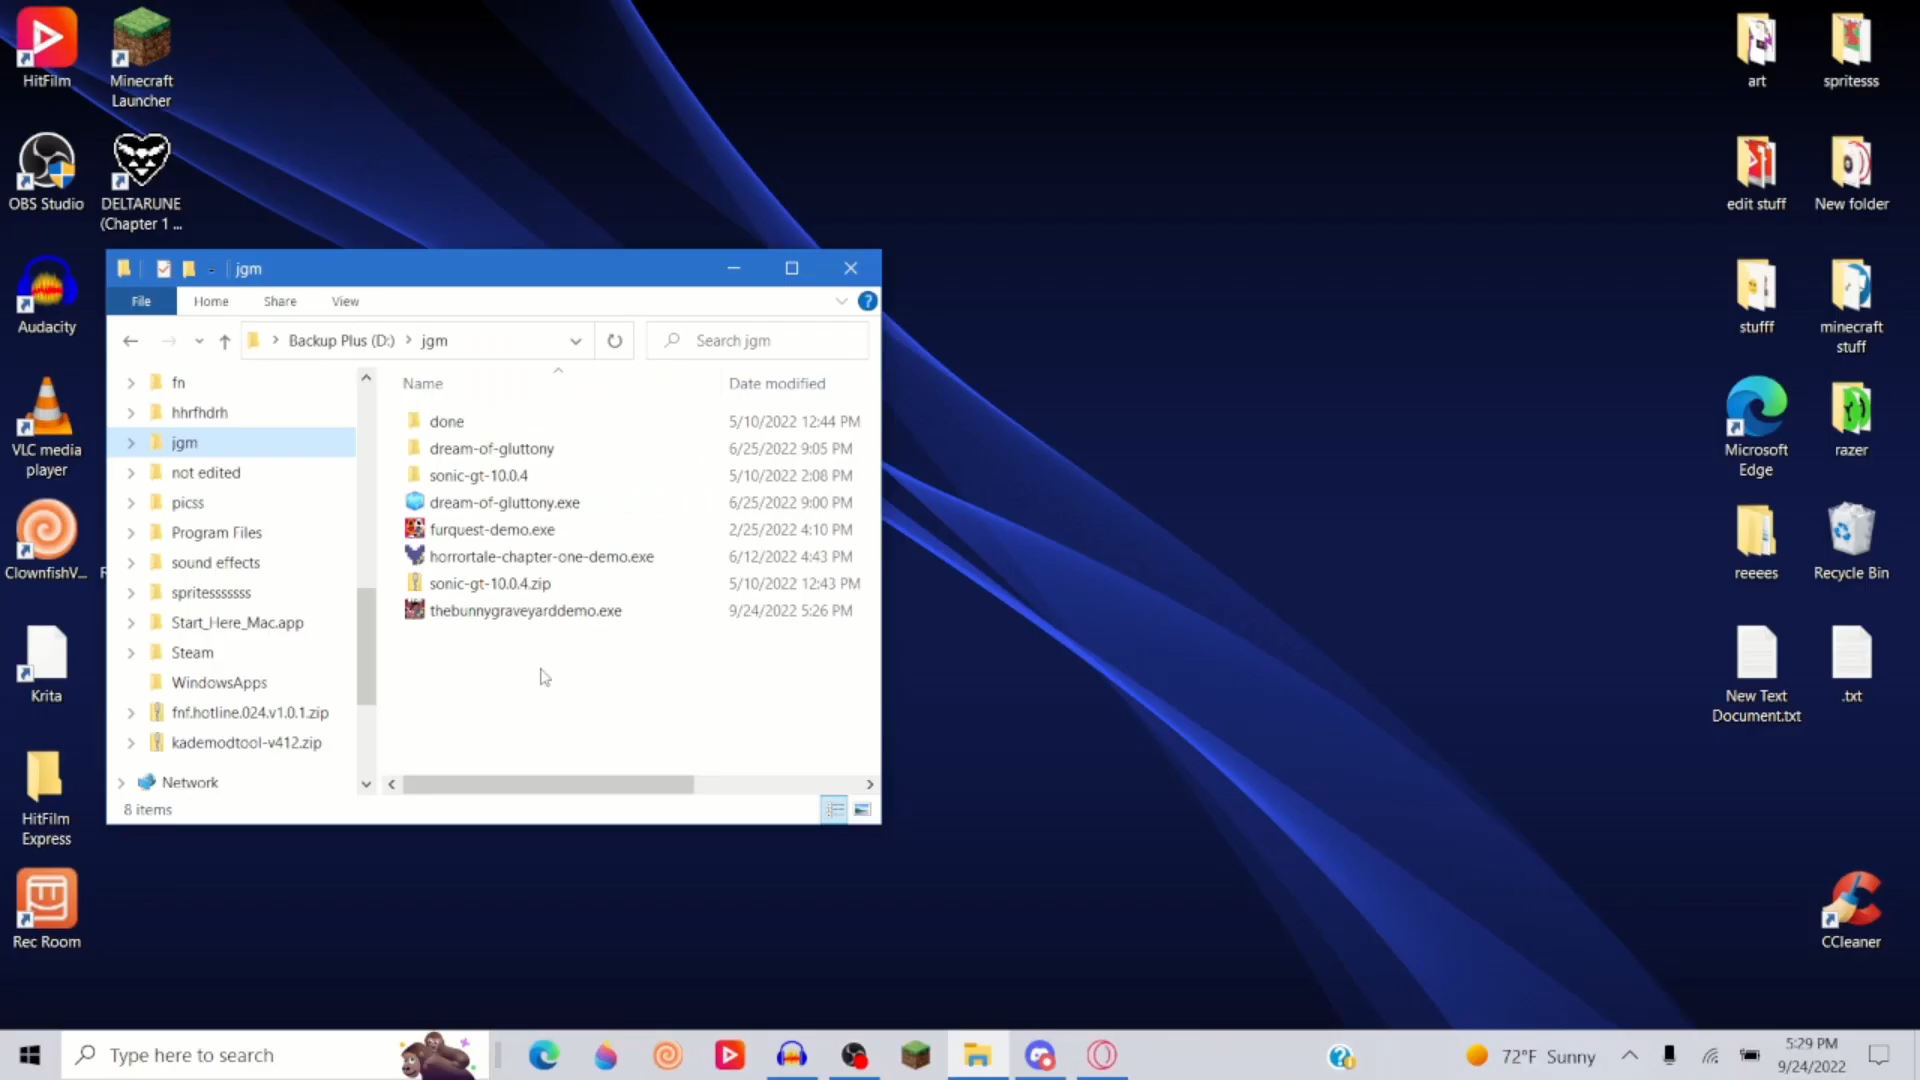 HitFilm
Minecraft
Launcher
art
spritesss
OBS Studio
DELTARUNE
(Chapter 1 ...
edit stuff
New folder
Audacity
stufff
minecraft
stuff
jgm
File
Home
Share
View
?
Backup Plus (D:)
jgm
Search jgm
Name
Date modified
fn
hhrfhdrh
jgm
not edited
picss
Program Files
sound effects
spritesssssss
Start_Here_Mac.app
Steam
WindowsApps
fnf.hotline.024.v1.0.1.zip
kademodtool-v412.zip
Network
done 5/10/2022 12:44 PM
dream-of-gluttony 6/25/2022 9:05 PM
sonic-gt-10.0.4 5/10/2022 2:08 PM
dream-of-gluttony.exe 6/25/2022 9:00 PM
furquest-demo.exe 2/25/2022 4:10 PM
horrortale-chapter-one-demo.exe 6/12/2022 4:43 PM
sonic-gt-10.0.4.zip 5/10/2022 12:43 PM
thebunnygraveyarddemo.exe 9/24/2022 5:26 PM
8 items
VLC media
player
Microsoft
Edge
razer
ClownfishV...
reeees
Recycle Bin
Krita
New Text
Document.txt
.txt
HitFilm
Express
Rec Room
CCleaner
Type here to search
72°F Sunny
5:29 PM
9/24/2022